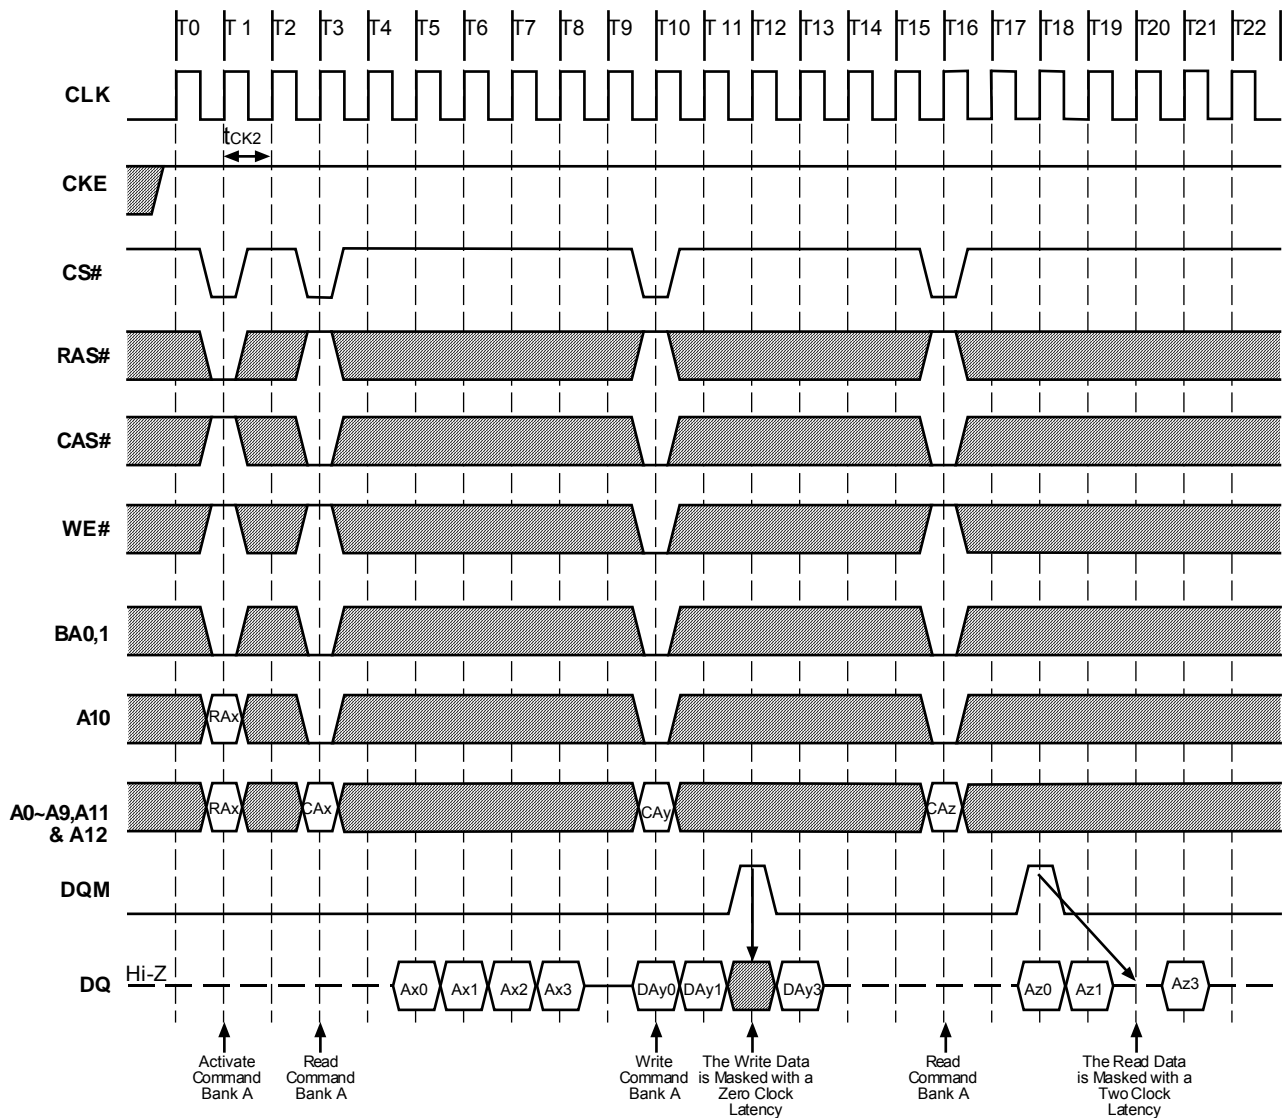 T0 T 1 T2 T3 T4 T5 T6 T7 T8 T9 T10 T 11 T12 T13 T14 T15 T16 T17 T18 T19 T20 T21 T22
CLK
tCK2
CKE
CS#
RAS#
CAS#
WE#
BA0,1
A10
RAx
A0~A9,A11
& A12
RAx CAx CAy CAz
DQM
DQ
Hi-Z
Ax0 Ax1 Ax2 Ax3 DAy0 DAy1 DAy3 Az0 Az1 Az3
Activate
Command
Bank A
Read
Command
Bank A
Write
Command
Bank A
The Write Data
is Masked with a
Zero Clock
Latency
Read
Command
Bank A
The Read Data
is Masked with a
Two Clock
Latency